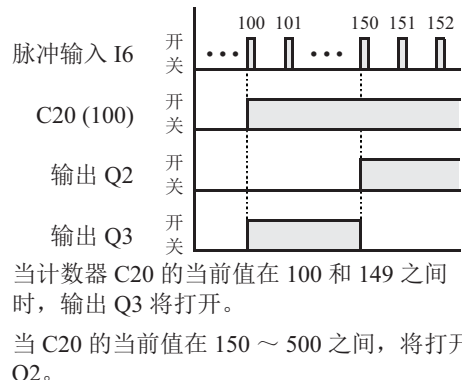 100 101 150 151 152
脉冲输入 I6 开 关
C20 (100) 开 关
输出 Q2 开 关
输出 Q3 开 关
当计数器 C20 的当前值在 100 和 149 之间
时，输出 Q3 将打开。
当 C20 的当前值在 150 ～ 500 之间，将打开
Q2。